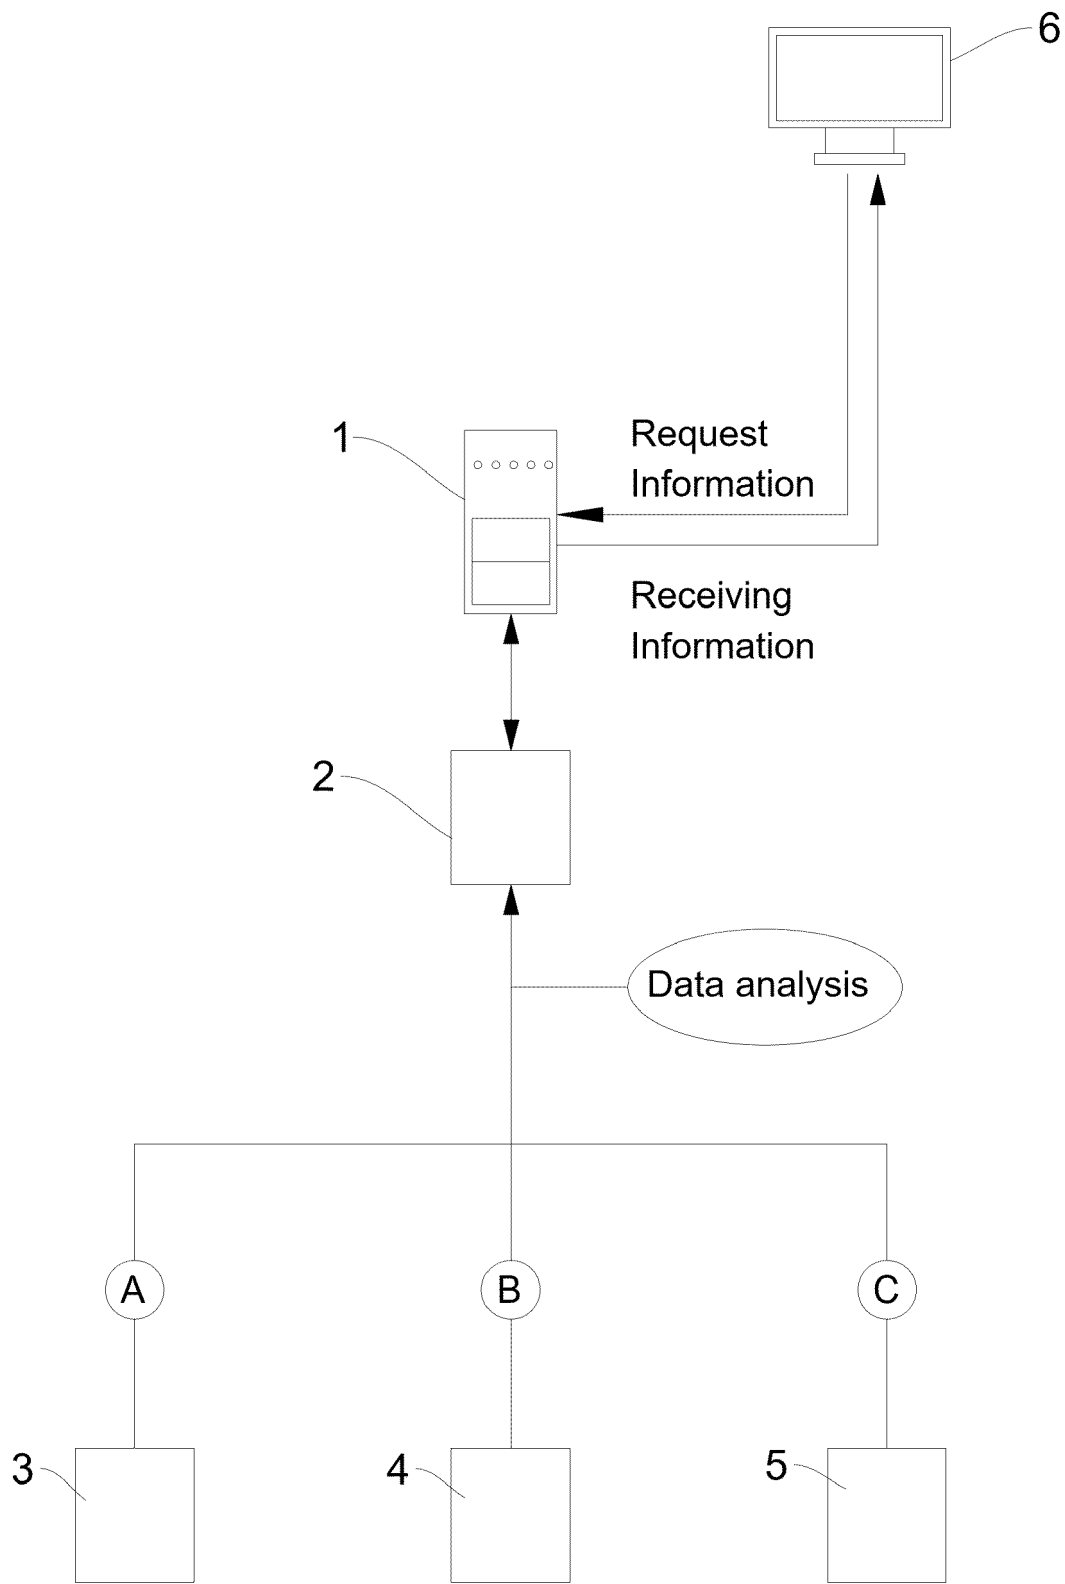 6
1
Request
Information
Receiving
Information
2
Data analysis
A
B
C
3
4
5